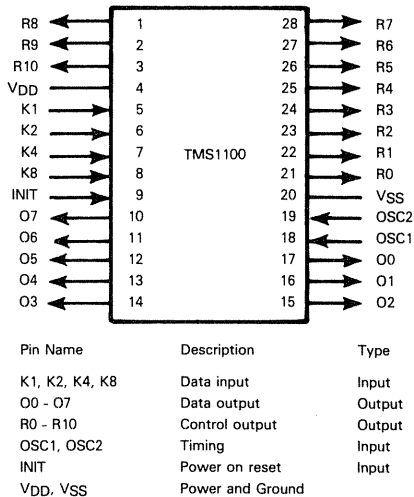 R8 1 28 R7
R9 2 27 R6
R10 3 26 R5
VDD 4 25 R4
K1 5 24 R3
K2 6 23 R2
K4 7 TMS1100 22 R1
K8 8 21 R0
INIT 9 20 VSS
O7 10 19 OSC2
O6 11 18 OSC1
O5 12 17 O0
O4 13 16 O1
O3 14 15 O2
Pin Name Description Type
K1, K2, K4, K8 Data input Input
O0 - O7 Data output Output
R0 - R10 Control output Output
OSC1, OSC2 Timing Input
INIT Power on reset Input
VDD, VSS Power and Ground